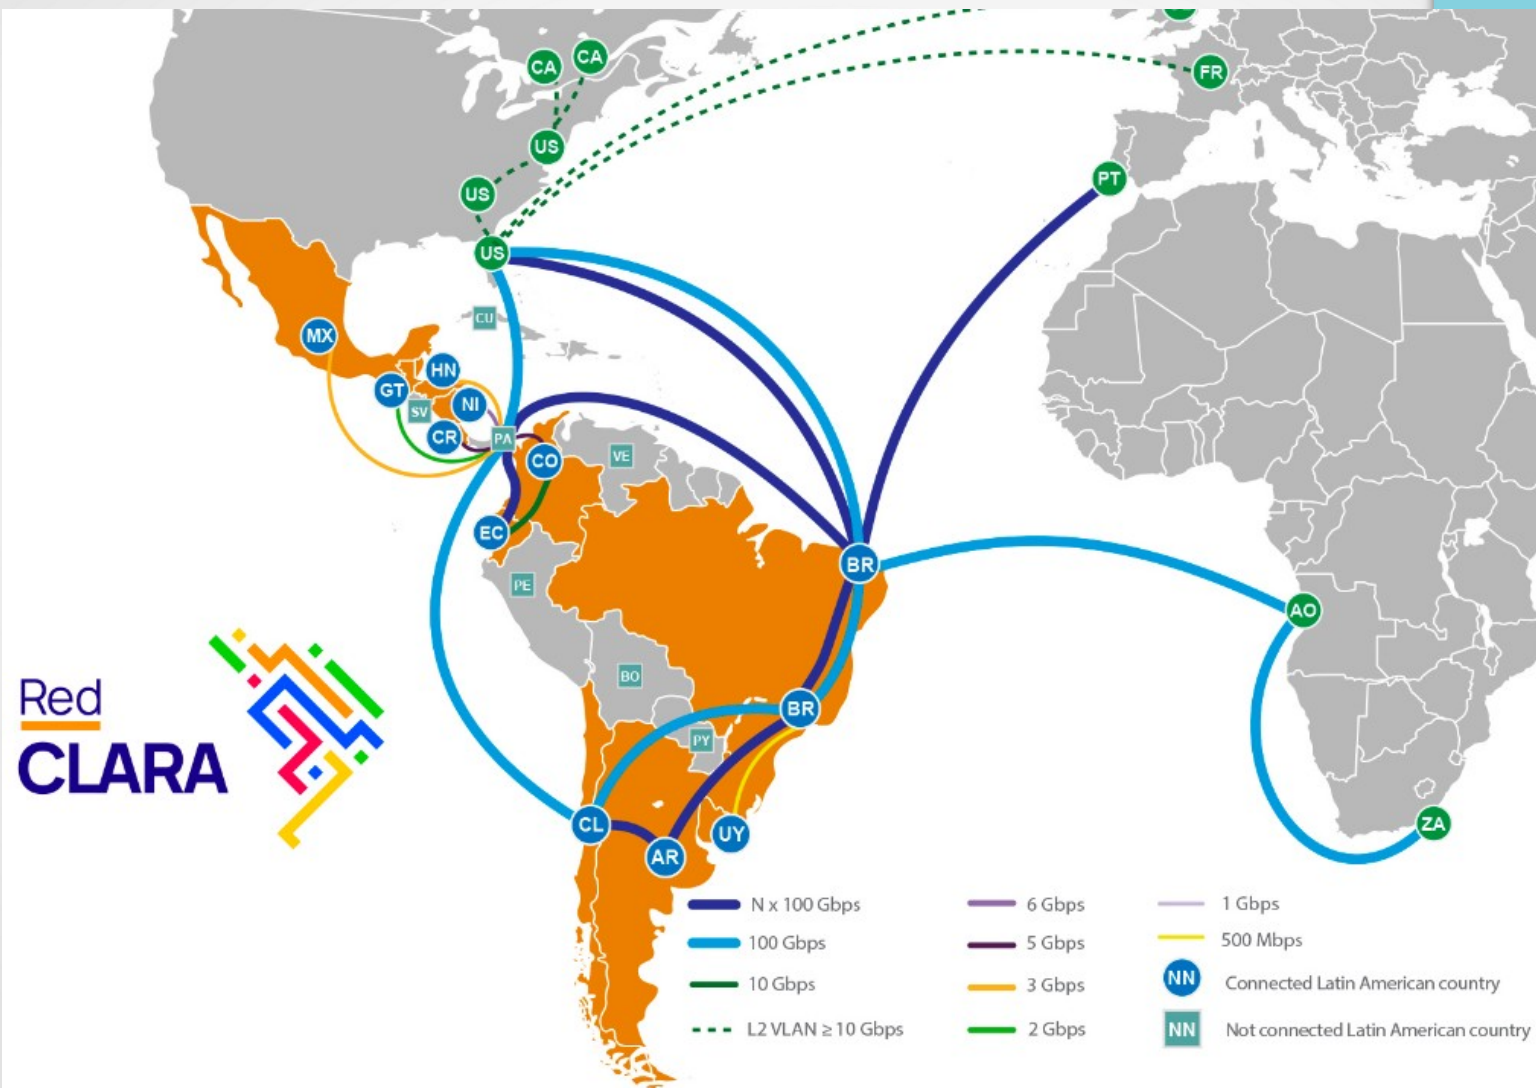 CA
CA
FR
US
PT
US
US
CU
MX
HN
GT
NI
SV
CR
PA
VE
CO
EC
BR
PE
AO
BO
Red
CLARA
BR
PY
CL
UY
AR
ZA
N x 100 Gbps
100 Gbps
10 Gbps
L2 VLAN ≥ 10 Gbps
6 Gbps
5 Gbps
3 Gbps
2 Gbps
1 Gbps
500 Mbps
NN Connected Latin American country
NN Not connected Latin American country